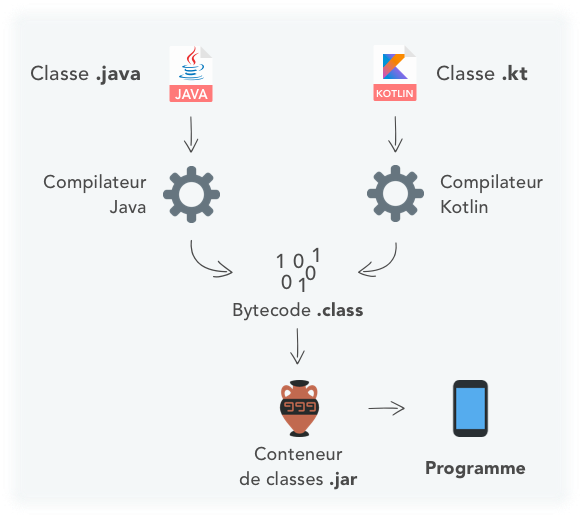 Classe .java
JAVA
KOTLIN
Classe .kt
Compilateur
Java
Compilateur
Kotlin
1 0 1
0 1 0
Bytecode .class
Conteneur
de classes .jar
Programme